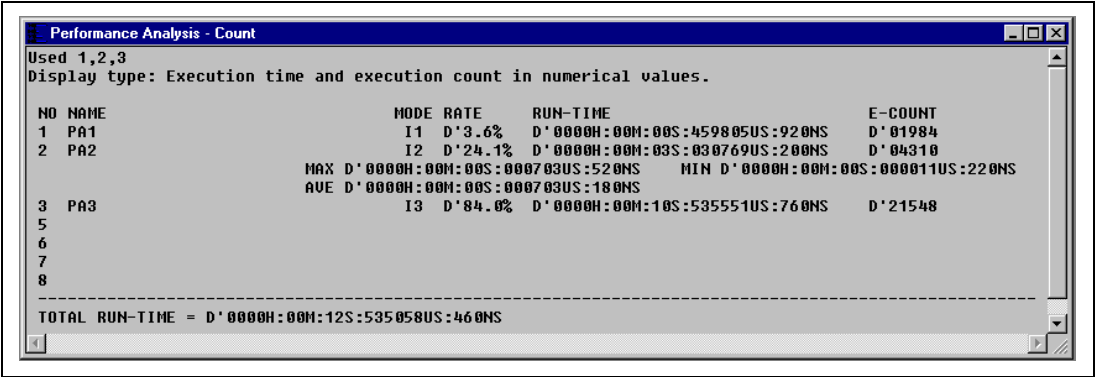 Performance Analysis - Count
Used 1,2,3
Display type: Execution time and execution count in numerical values.
NO NAME MODE RATE RUN-TIME E-COUNT
1 PA1 I1 D'3.6% D'0000H:00M:00S:459805US:920NS D'01984
2 PA2 I2 D'24.1% D'0000H:00M:03S:030769US:200NS D'04310
MAX D'0000H:00M:00S:000703US:520NS MIN D'0000H:00M:00S:000011US:220NS
AVE D'0000H:00M:00S:000703US:180NS
3 PA3 I3 D'84.0% D'0000H:00M:10S:535551US:760NS D'21548
5
6
7
8
TOTAL RUN-TIME = D'0000H:00M:12S:535058US:460NS